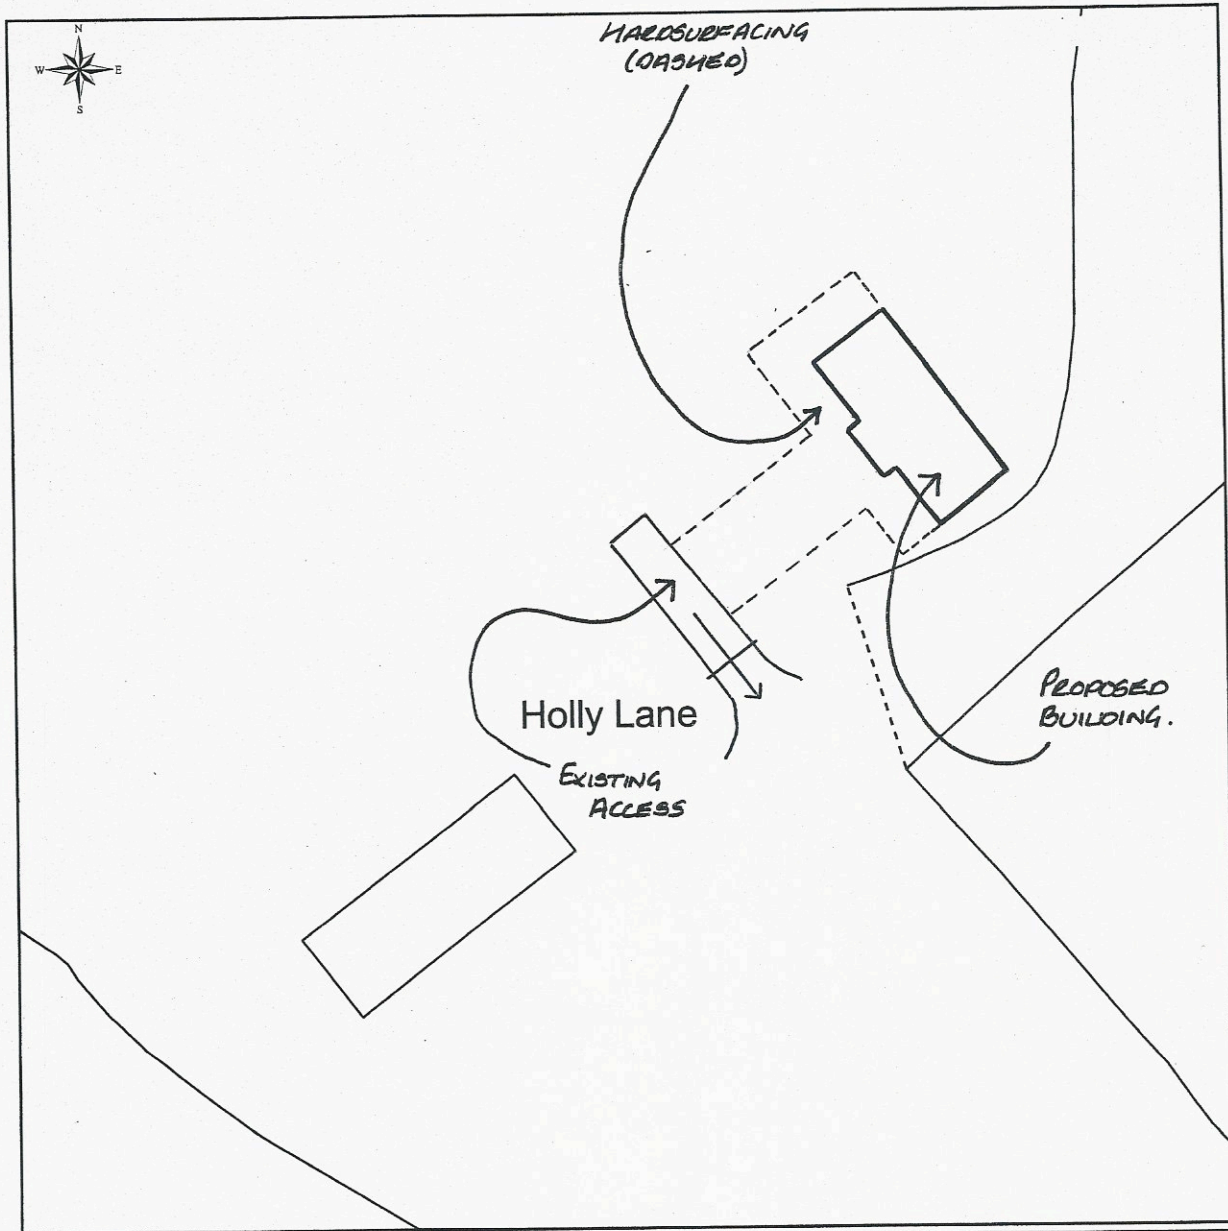 N
W E
S
HARDSURFACING
(DASHED)
Holly Lane
EXISTING
ACCESS
PROPOSED
BUILDING.